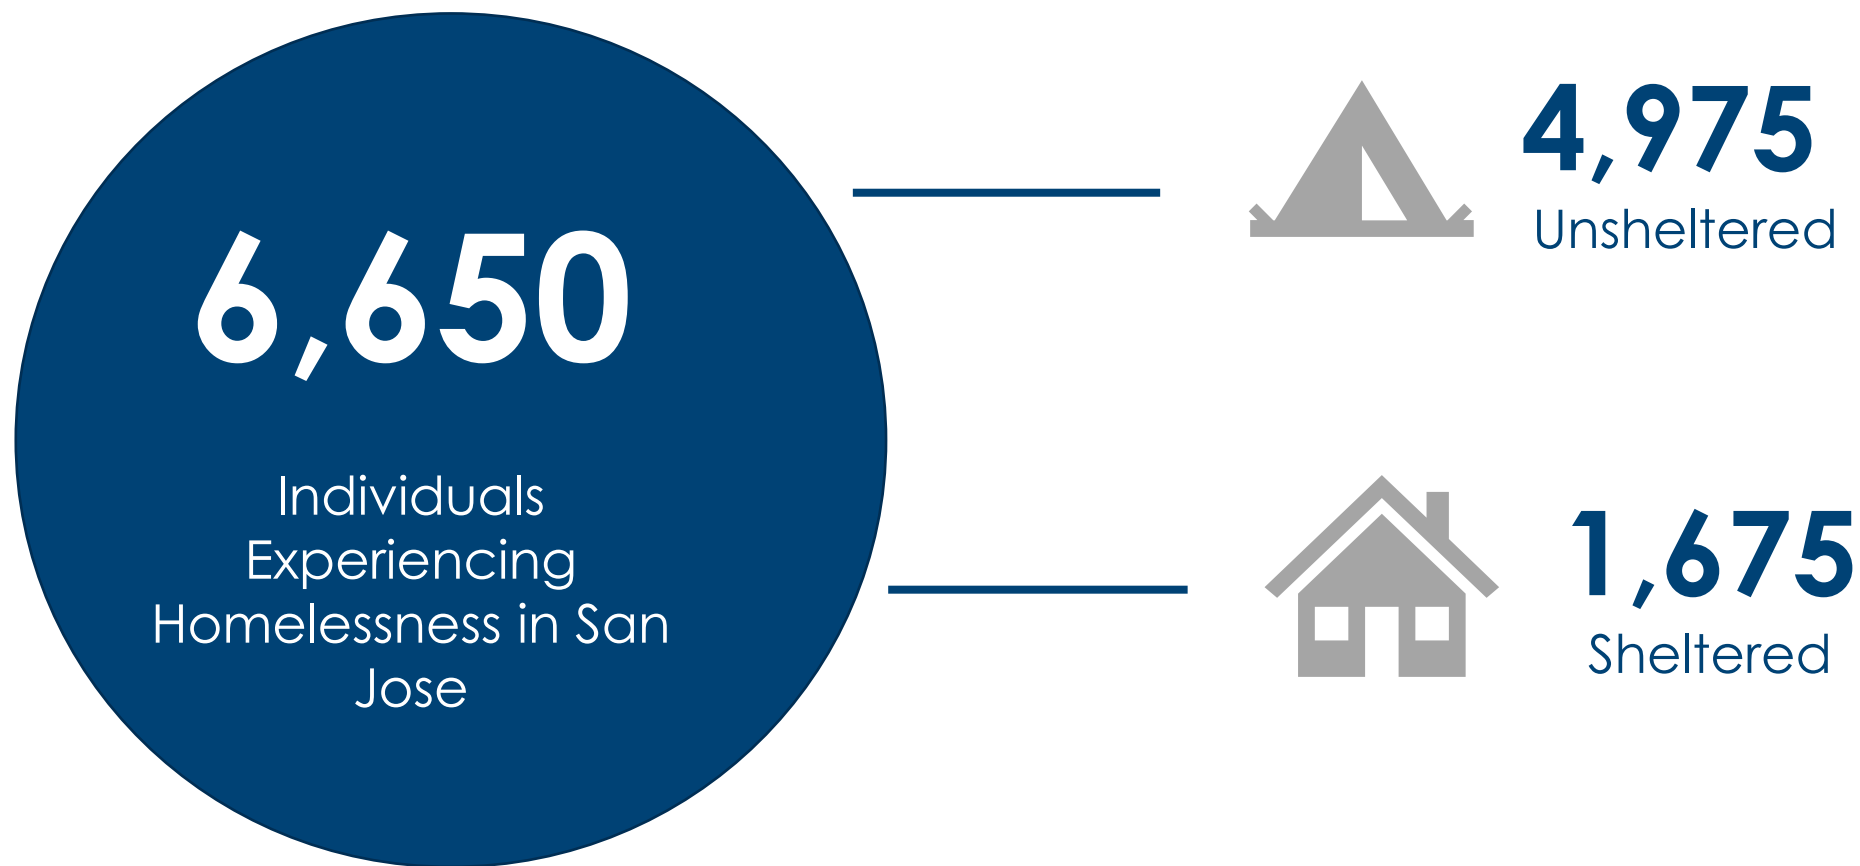 6,650
Individuals
Experiencing
Homelessness in San
Jose
4,975
Unsheltered
1,675
Sheltered